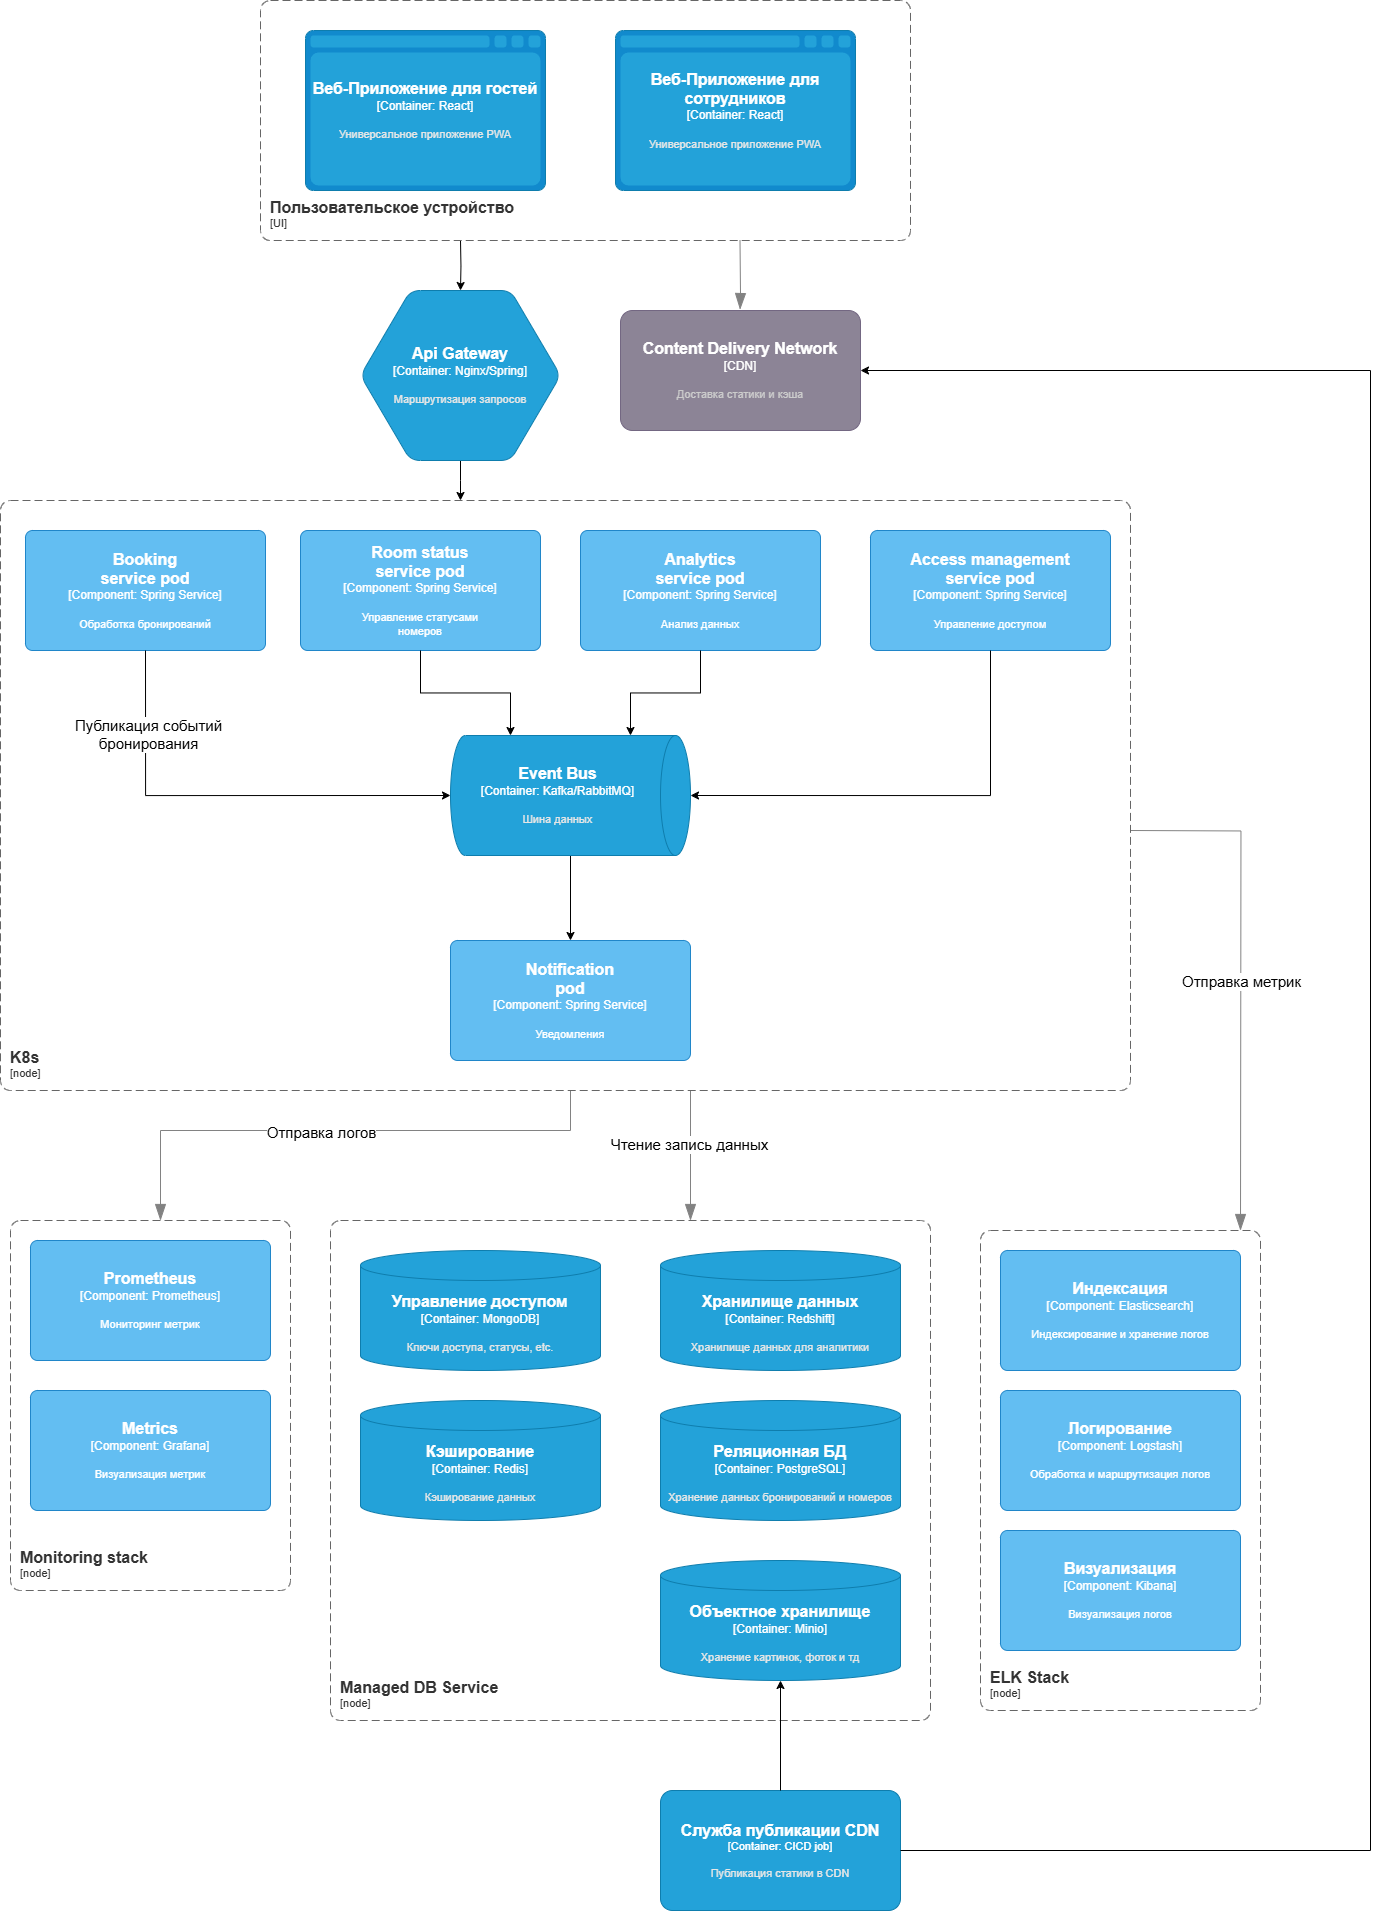 Веб-Приложение для гостей
[Container: React]
Универсальное приложение PWA
Веб-Приложение для
сотрудников
[Container: React]
Универсальное приложение PWA
Пользовательское устройство
[UI]
Api Gateway
[Container: Nginx/Spring]
Маршрутизация запросов
Content Delivery Network
[CDN]
Доставка статики и кэша
Booking
service pod
[Component: Spring Service]
Обработка бронирований
Room status
service pod
[Component: Spring Service]
Управление статусами
номеров
Analytics
service pod
[Component: Spring Service]
Анализ данных
Access management
service pod
[Component: Spring Service]
Управление доступом
Публикация событий
бронирования
Event Bus
[Container: Kafka/RabbitMQ]
Шина данных
Notification
pod
[Component: Spring Service]
Уведомления
K8s
[node]
Отправка метрик
Отправка логов
Чтение запись данных
Prometheus
[Component: Prometheus]
Мониторинг метрик
Metrics
[Component: Grafana]
Визуализация метрик
Monitoring stack
[node]
Управление доступом
[Container: MongoDB]
Ключи доступа, статусы, etc.
Хранилище данных
[Container: Redshift]
Хранилище данных для аналитики
Кэширование
[Container: Redis]
Кэширование данных
Реляционная БД
[Container: PostgreSQL]
Хранение данных бронирований и номеров
Объектное хранилище
[Container: Minio]
Хранение картинок, фоток и тд
Managed DB Service
[node]
Индексация
[Component: Elasticsearch]
Индексирование и хранение логов
Логирование
[Component: Logstash]
Обработка и маршрутизация логов
Визуализация
[Component: Kibana]
Визуализация логов
ELK Stack
[node]
Служба публикации CDN
[Container: CICD job]
Публикация статики в CDN